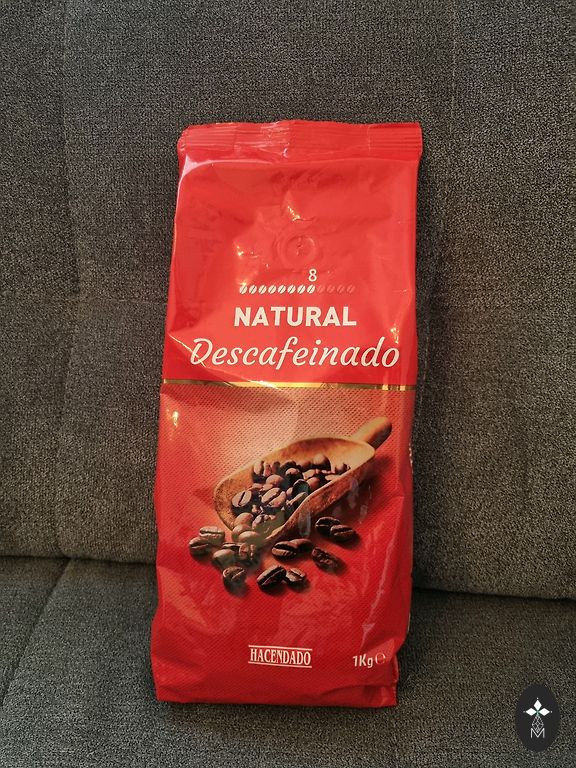 8
NATURAL
Descafeinado
HACENDADO
1Kg ℮
M